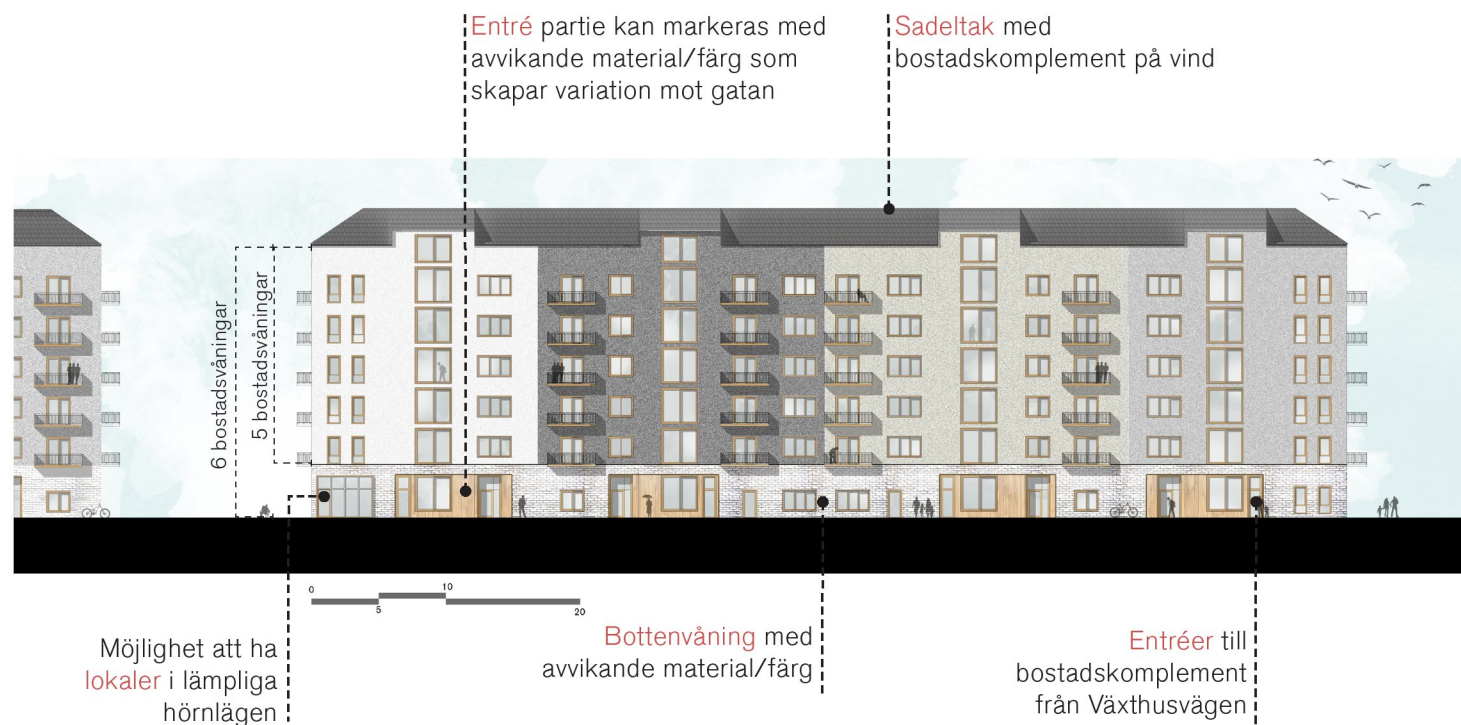 Entré partie kan markeras med
avvikande material/färg som
skapar variation mot gatan
Sadeltak med
bostadskomplement på vind
6 bostadsvåningar
5 bostadsvåningar
0
5
10
20
Möjlighet att ha
lokaler i lämpliga
hörnlägen
Bottenvåning med
avvikande material/färg
Entréer till
bostadskomplement
från Växthusvägen